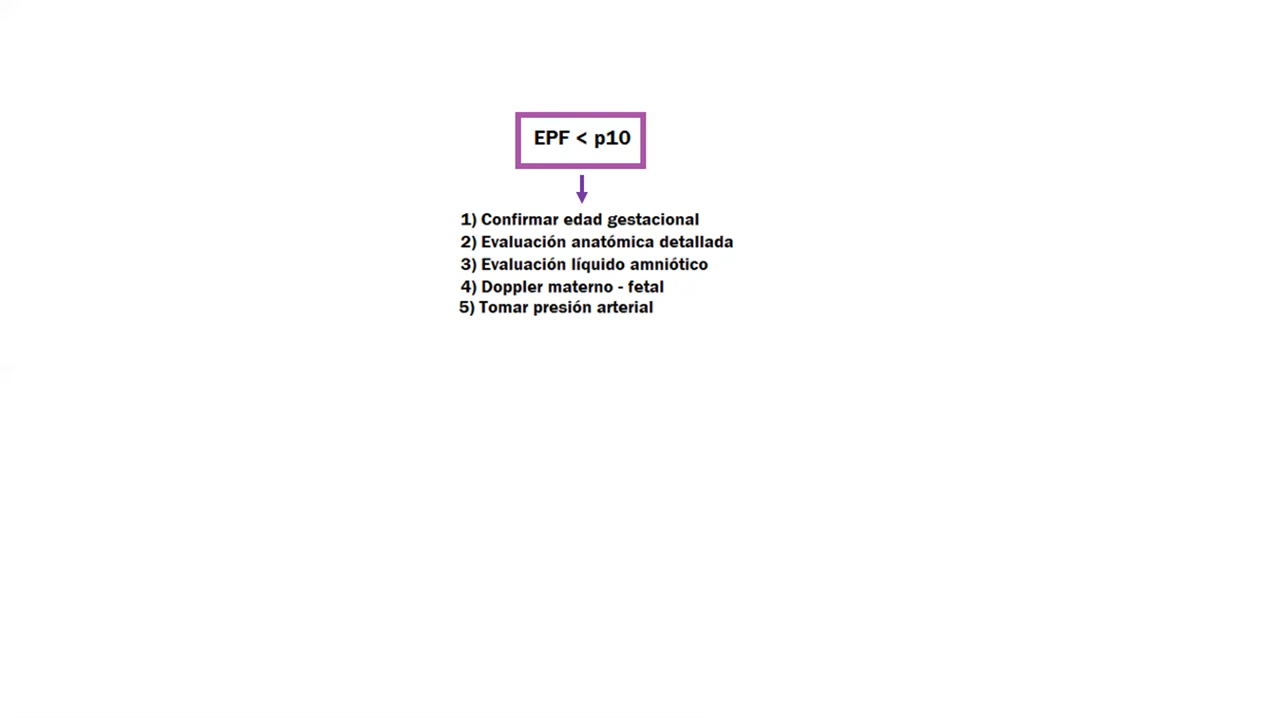 EPF < p10
1) Confirmar edad gestacional
2) Evaluación anatómica detallada
3) Evaluación líquido amniótico
4) Doppler materno - fetal
5) Tomar presión arterial